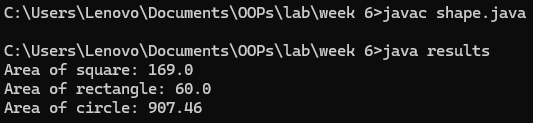 C:\Users\Lenovo\Documents\OOPs\lab\week 6>javac shape.java
C:\Users\Lenovo\Documents\OOPs\lab\week 6>java results
Area of square: 169.0
Area of rectangle: 60.0
Area of circle: 907.46